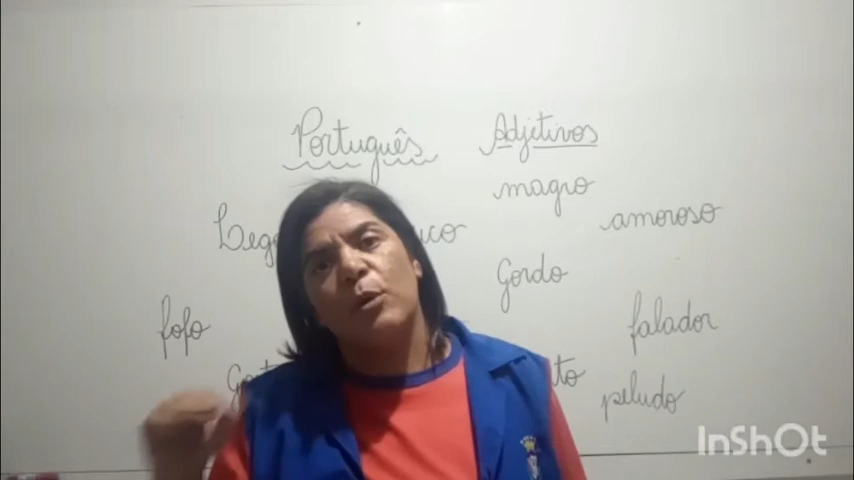 Português Adjetivos
magro
amoroso
Gordo
fofo
falador
peludo
InShOt